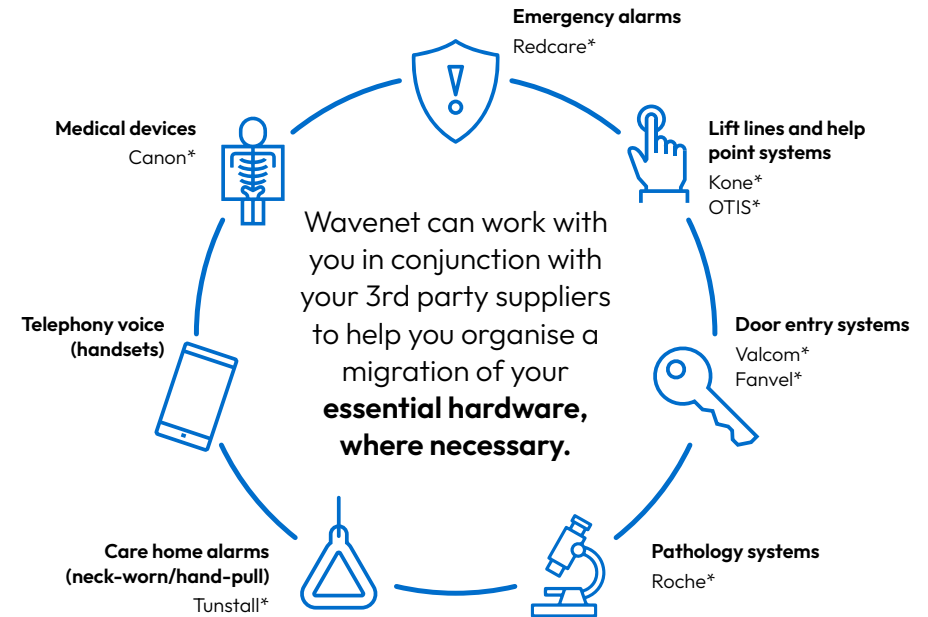 Emergency alarms
Redcare*
Lift lines and help
point systems
Kone*
OTIS*
Door entry systems
Valcom*
Fanvel*
Pathology systems
Roche*
Care home alarms
(neck-worn/hand-pull)
Tunstall*
Telephony voice
(handsets)
Medical devices
Canon*
Wavenet can work with
you in conjunction with
your 3rd party suppliers
to help you organise a
migration of your
essential hardware,
where necessary.